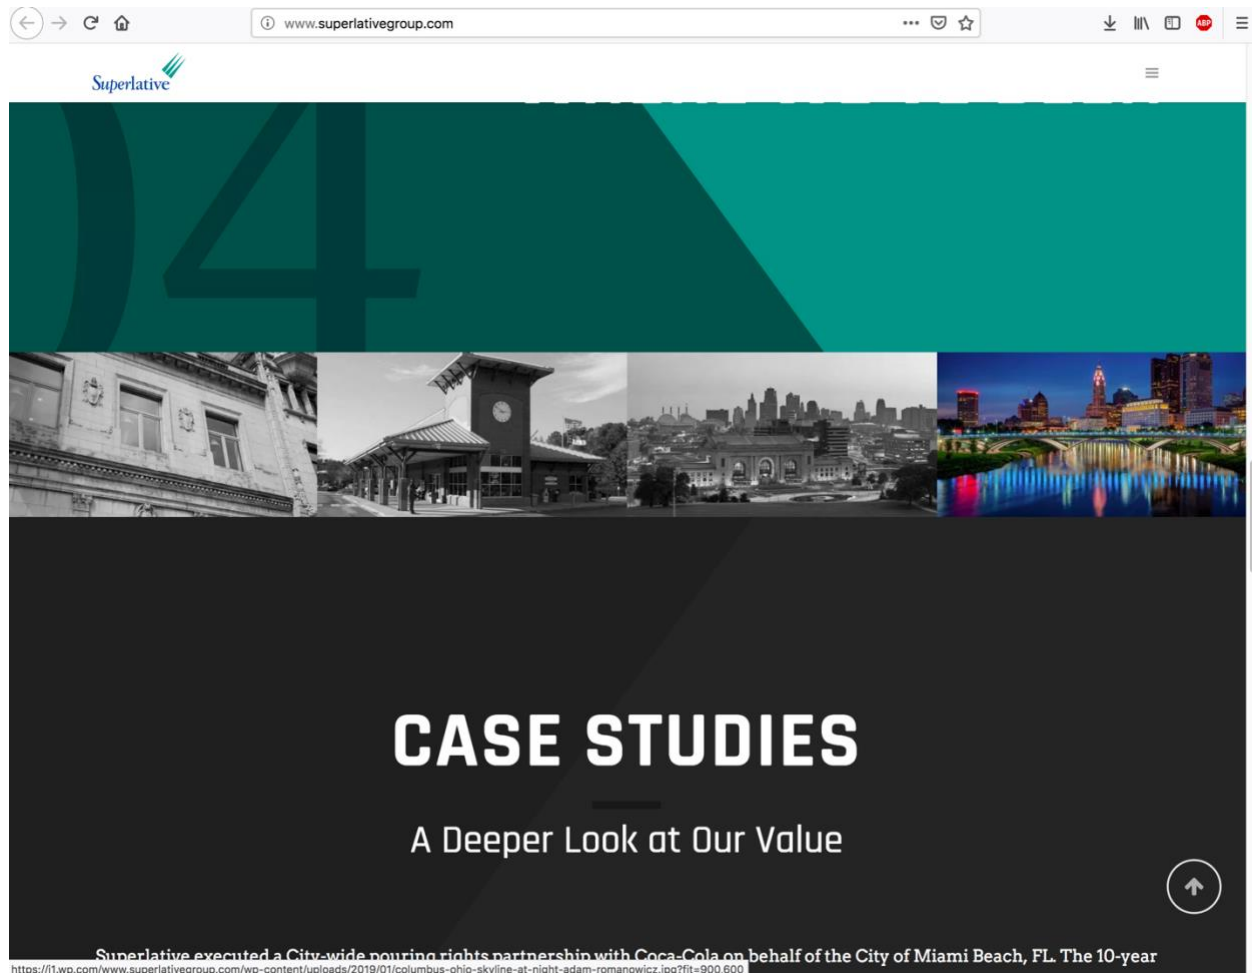 www.superlativegroup.com
ABP
Superlative
04
CASE STUDIES
A Deeper Look at Our Value
Superlative executed a City-wide pouring rights partnership with Coca-Cola on behalf of the City of Miami Beach, FL. The 10-year
https://i1.wp.com/www.superlativegroup.com/wp-content/uploads/2019/01/columbus-ohio-skyline-at-night-adam-romanowicz.jpg?fit=900,600